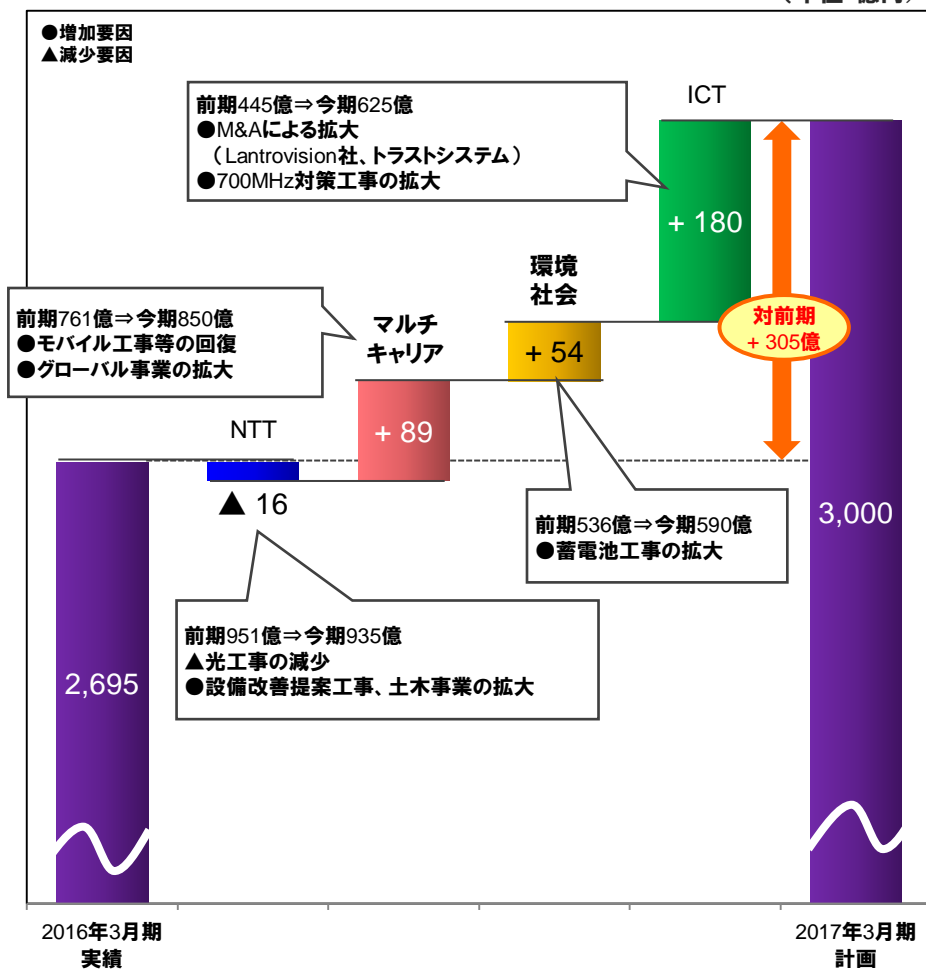 ●増加要因
▲減少要因
ICT
前期445億⇒今期625億
●M&Aによる拡大
（Lantrovision社、トラストシステム）
●700MHz対策工事の拡大
+ 180
環境
社会
対前期
+ 305億
前期761億⇒今期850億
●モバイル工事等の回復
●グローバル事業の拡大
マルチ
キャリア
+ 54
NTT
+ 89
▲ 16
前期536億⇒今期590億
●蓄電池工事の拡大
3,000
前期951億⇒今期935億
▲光工事の減少
●設備改善提案工事、土木事業の拡大
2,695
2016年3月期
実績
2017年3月期
計画